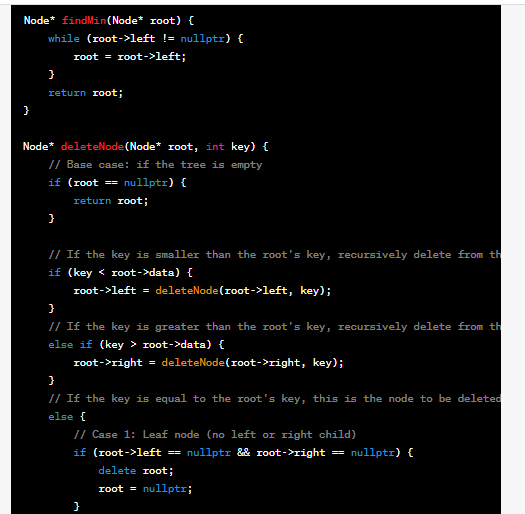 Node* findMin(Node* root) {
    while (root->left != nullptr) {
        root = root->left;
    }
    return root;
}

Node* deleteNode(Node* root, int key) {
    // Base case: if the tree is empty
    if (root == nullptr) {
        return root;
    }

    // If the key is smaller than the root's key, recursively delete from th
    if (key < root->data) {
        root->left = deleteNode(root->left, key);
    }
    // If the key is greater than the root's key, recursively delete from th
    else if (key > root->data) {
        root->right = deleteNode(root->right, key);
    }
    // If the key is equal to the root's key, this is the node to be deleted
    else {
        // Case 1: Leaf node (no left or right child)
        if (root->left == nullptr && root->right == nullptr) {
            delete root;
            root = nullptr;
        }